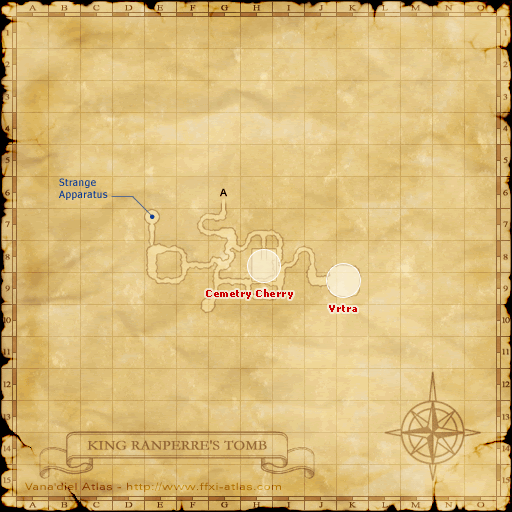 A B C D E F G H I J K L M N O
1
2
3
4
5
6
7
8
9
10
11
12
13
14
15
Strange
Apparatus
A
Cemetry Cherry
Vrtra
KING RANPERRE'S TOMB
Vana'diel Atlas - http://www.ffxi-atlas.com
A B C D E F G H I J K L M N O